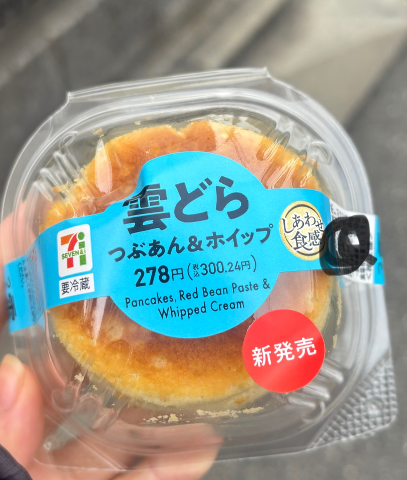 雲どら
つぶあん&ホイップ
278円(税込300.24円)
Pancakes, Red Bean Paste &
Whipped Cream
しあわせ
食感
7
SEVEN & i
要冷蔵
新発売